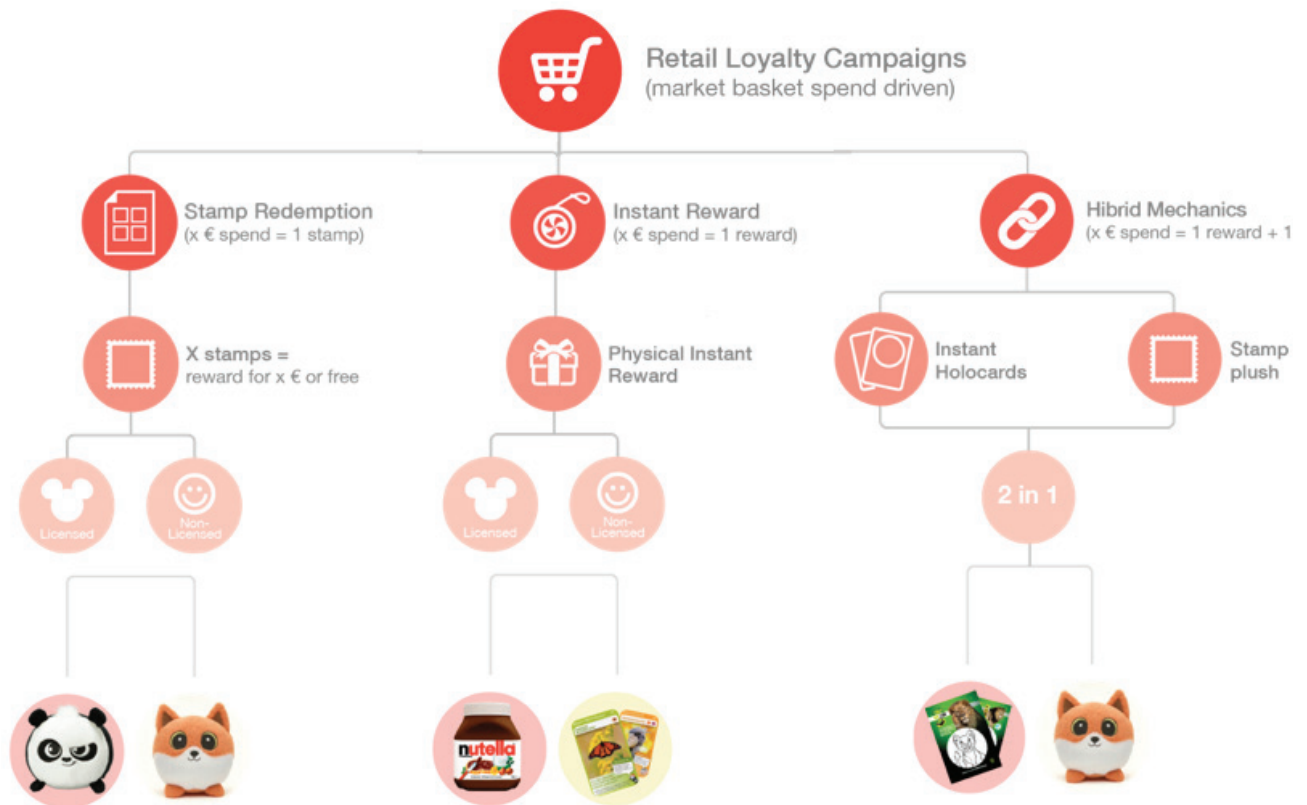 Retail Loyalty Campaigns
(market basket spend driven)
Stamp Redemption
(x € spend = 1 stamp)
Instant Reward
(x € spend = 1 reward)
Hibrid Mechanics
(x € spend = 1 reward + 1
X stamps =
reward for x € or free
Physical Instant
Reward
Instant
Holocards
Stamp
plush
Licensed
Non-
Licensed
Licensed
Non-
Licensed
2 in 1
nutella